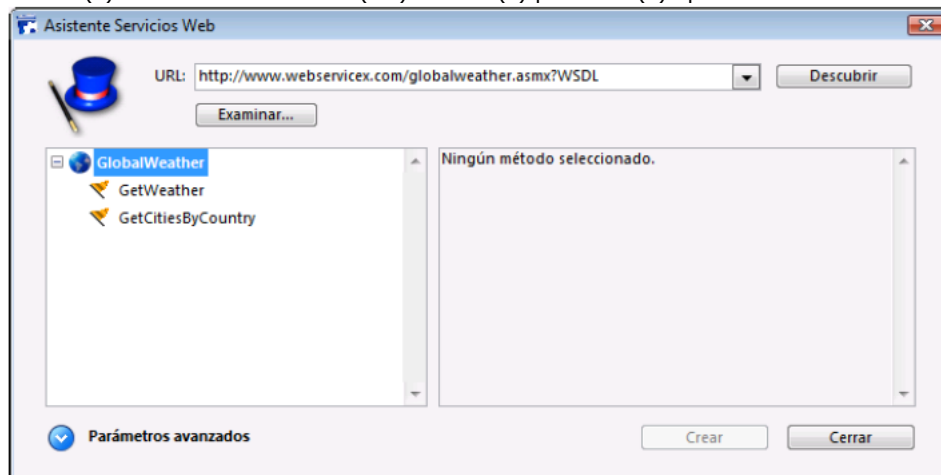 Asistente Servicios Web
URL: http://www.webservicex.com/globalweather.asmx?WSDL Descubrir
Examinar...
GlobalWeather
GetWeather
GetCitiesByCountry
Ningún método seleccionado.
Parámetros avanzados
Crear Cerrar